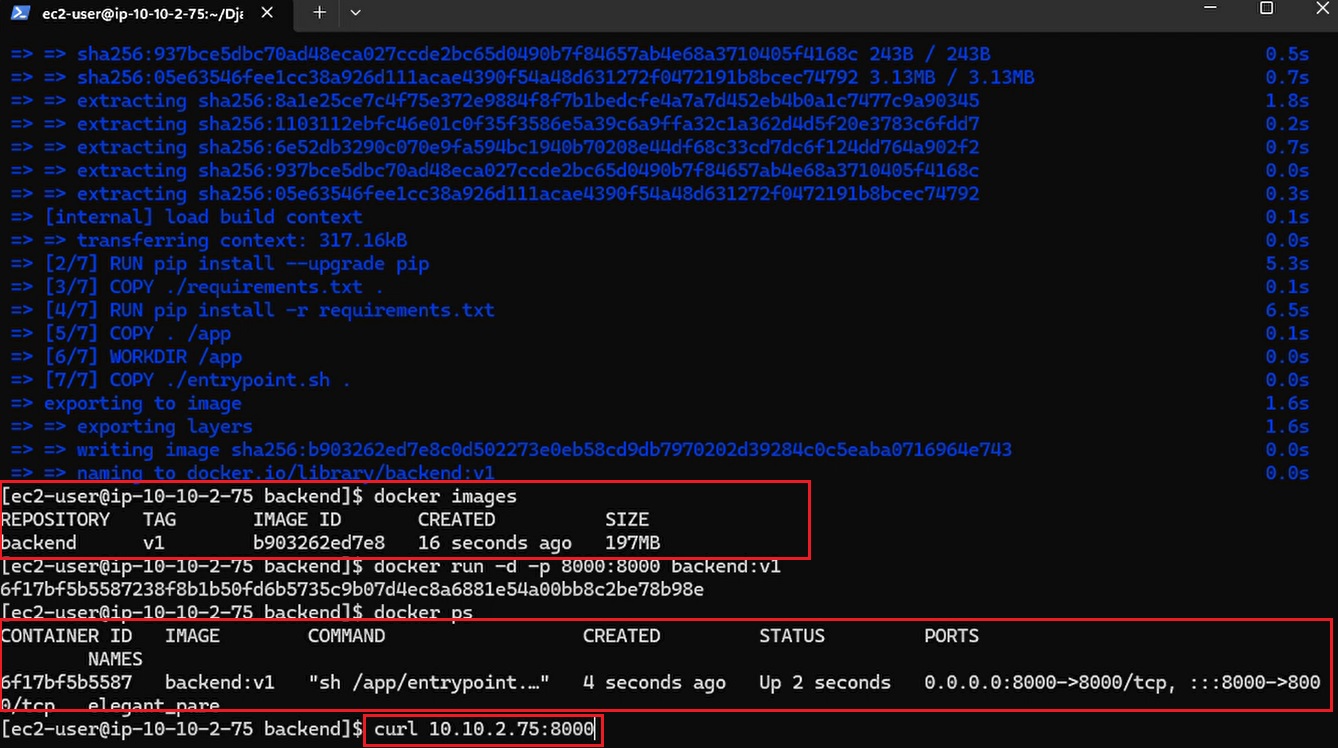 ec2-user@ip-10-10-2-75:~/Dja
=> => sha256:937bce5dbc70ad48eca027ccde2bc65d0490b7f84657ab4e68a3710405f4168c 243B / 243B 0.5s
=> => sha256:05e63546fee1cc38a926d111acae4390f54a48d631272f0472191b8bcec74792 3.13MB / 3.13MB 0.7s
=> => extracting sha256:8a1e25ce7c4f75e372e9884f8f7b1bedcfe4a7a7d452eb4b0a1c7477c9a90345 1.8s
=> => extracting sha256:1103112ebfc46e01c0f35f3586e5a39c6a9ffa32c1a362d4d5f20e3783c6fdd7 0.2s
=> => extracting sha256:6e52db3290c070e9fa594bc1940b70208e44df68c33cd7dc6f124dd764a902f2 0.7s
=> => extracting sha256:937bce5dbc70ad48eca027ccde2bc65d0490b7f84657ab4e68a3710405f4168c 0.0s
=> => extracting sha256:05e63546fee1cc38a926d111acae4390f54a48d631272f0472191b8bcec74792 0.3s
=> [internal] load build context 0.1s
=> => transferring context: 317.16kB 0.0s
=> [2/7] RUN pip install --upgrade pip 5.3s
=> [3/7] COPY ./requirements.txt . 0.1s
=> [4/7] RUN pip install -r requirements.txt 6.5s
=> [5/7] COPY . /app 0.1s
=> [6/7] WORKDIR /app 0.0s
=> [7/7] COPY ./entrypoint.sh . 0.0s
=> exporting to image 1.6s
=> => exporting layers 1.6s
=> => writing image sha256:b903262ed7e8c0d502273e0eb58cd9db7970202d39284c0c5eaba0716964e743 0.0s
=> => naming to docker.io/library/backend:v1 0.0s
[ec2-user@ip-10-10-2-75 backend]$ docker images
REPOSITORY TAG IMAGE ID CREATED SIZE
backend v1 b903262ed7e8 16 seconds ago 197MB
[ec2-user@ip-10-10-2-75 backend]$ docker run -d -p 8000:8000 backend:v1
6f17bf5b5587238f8b1b50fd6b5735c9b07d4ec8a6881e54a00bb8c2be78b98e
[ec2-user@ip-10-10-2-75 backend]$ docker ps
CONTAINER ID IMAGE COMMAND CREATED STATUS PORTS
NAMES
6f17bf5b5587 backend:v1 "sh /app/entrypoint.…" 4 seconds ago Up 2 seconds 0.0.0.0:8000->8000/tcp, :::8000->800
0/tcp elegant_pare
[ec2-user@ip-10-10-2-75 backend]$ curl 10.10.2.75:8000